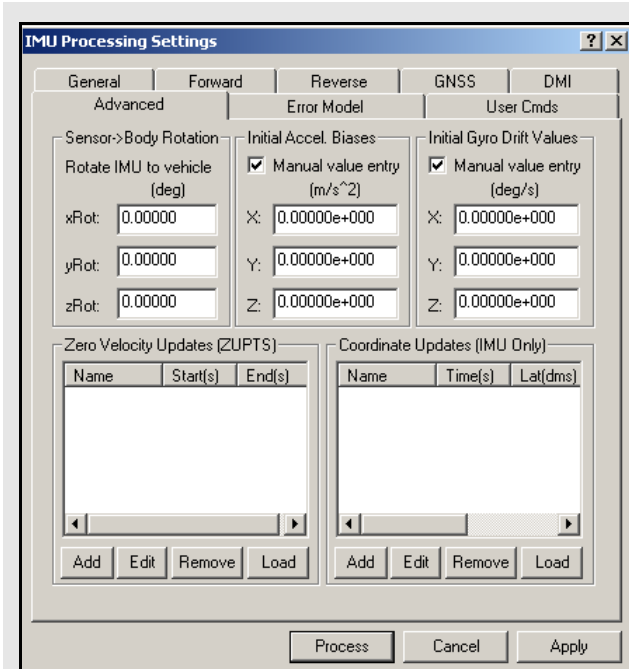 IMU Processing Settings
General Forward Reverse GNSS DMI
Advanced Error Model User Cmds
Sensor->Body Rotation Initial Accel. Biases Initial Gyro Drift Values
Rotate IMU to vehicle Manual value entry Manual value entry
(deg) (m/s^2) (deg/s)
xRot: 0.00000 X: 0.00000e+000 X: 0.00000e+000
yRot: 0.00000 Y: 0.00000e+000 Y: 0.00000e+000
zRot: 0.00000 Z: 0.00000e+000 Z: 0.00000e+000
Zero Velocity Updates (ZUPTS) Coordinate Updates (IMU Only)
Name Start(s) End(s) Name Time(s) Lat(dms)
Add Edit Remove Load Add Edit Remove Load
Process Cancel Apply